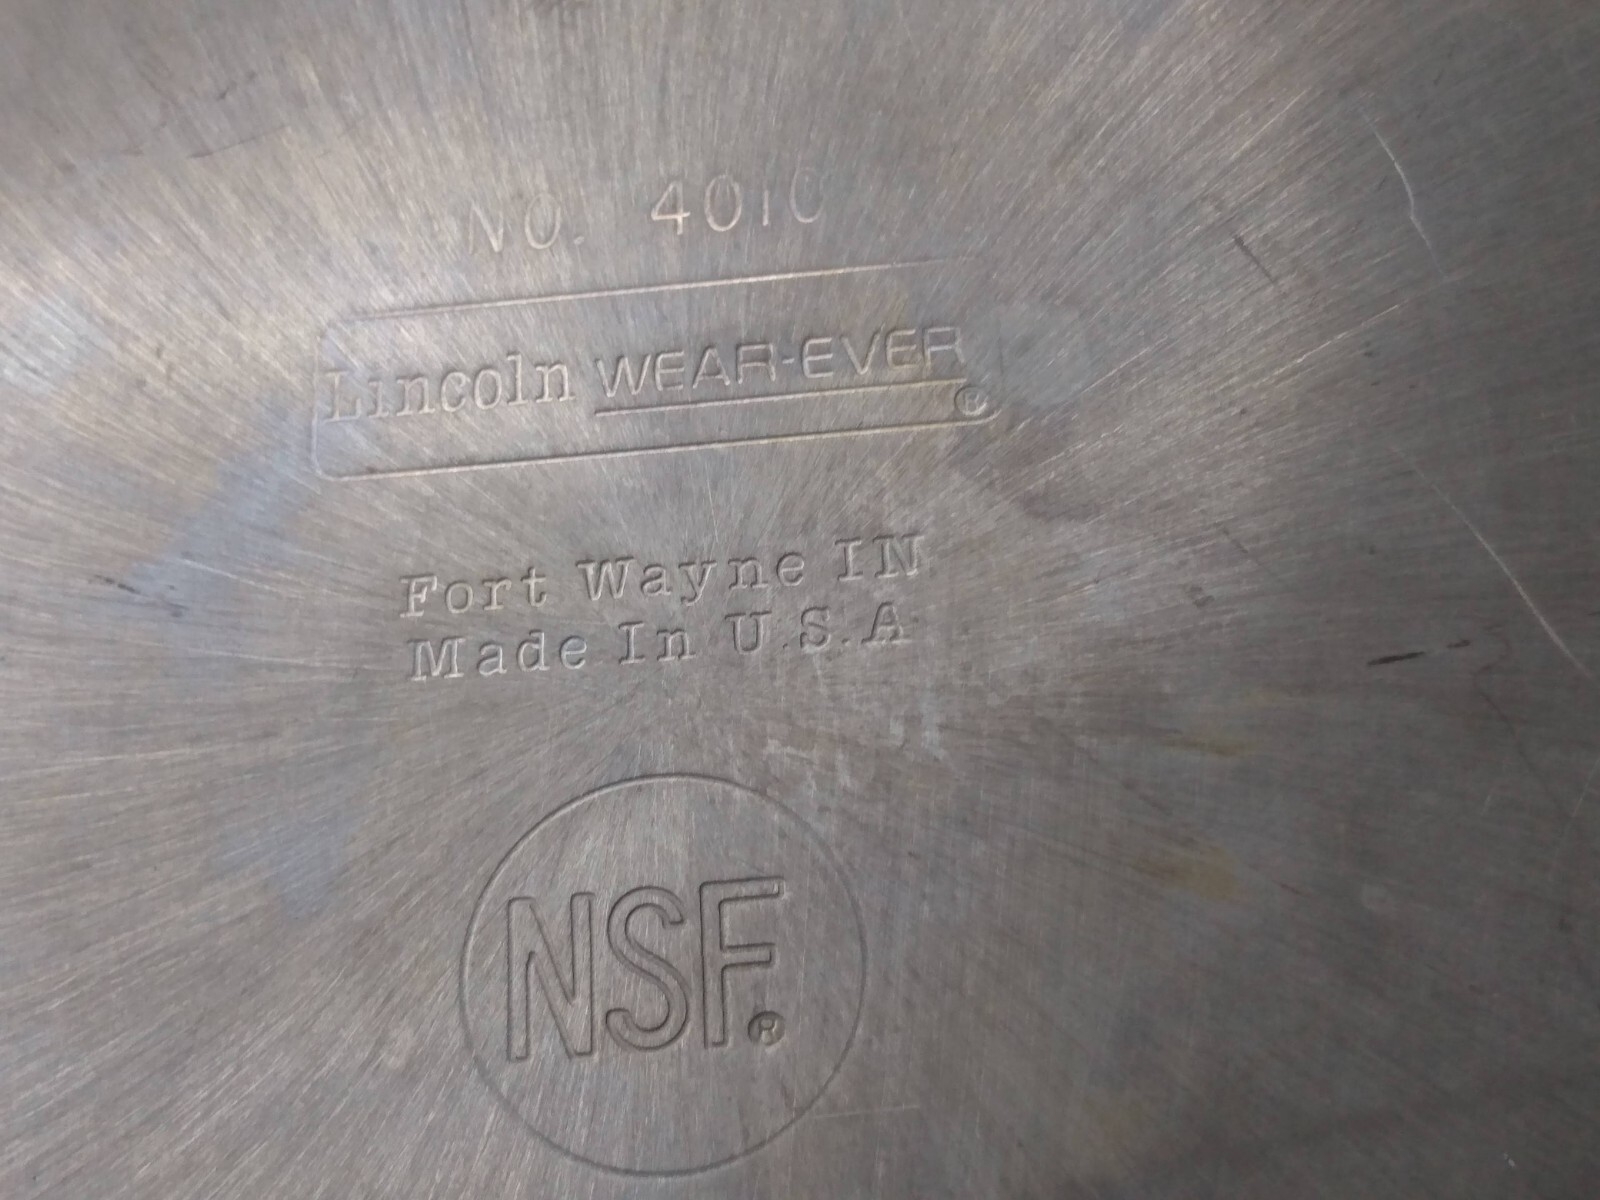 NO. 4010
Lincoln WEAR-EVER ®
Fort Wayne IN
Made In U.S.A
NSF®